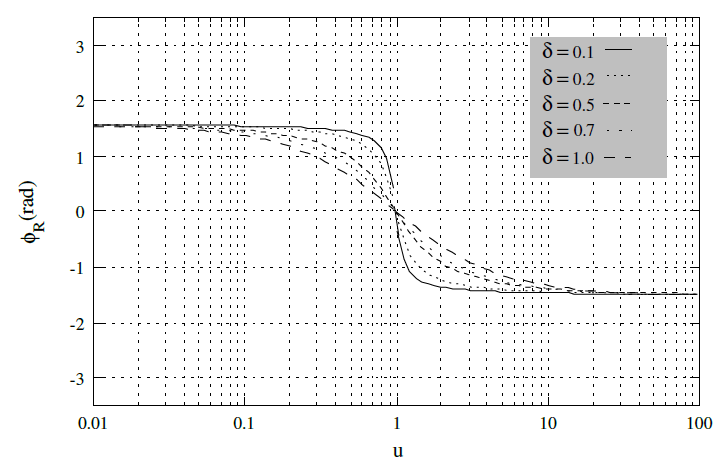 3
2
1
0
-1
-2
-3
ϕR(rad)
0.01 0.1 1 10 100
u
δ = 0.1
δ = 0.2
δ = 0.5
δ = 0.7
δ = 1.0